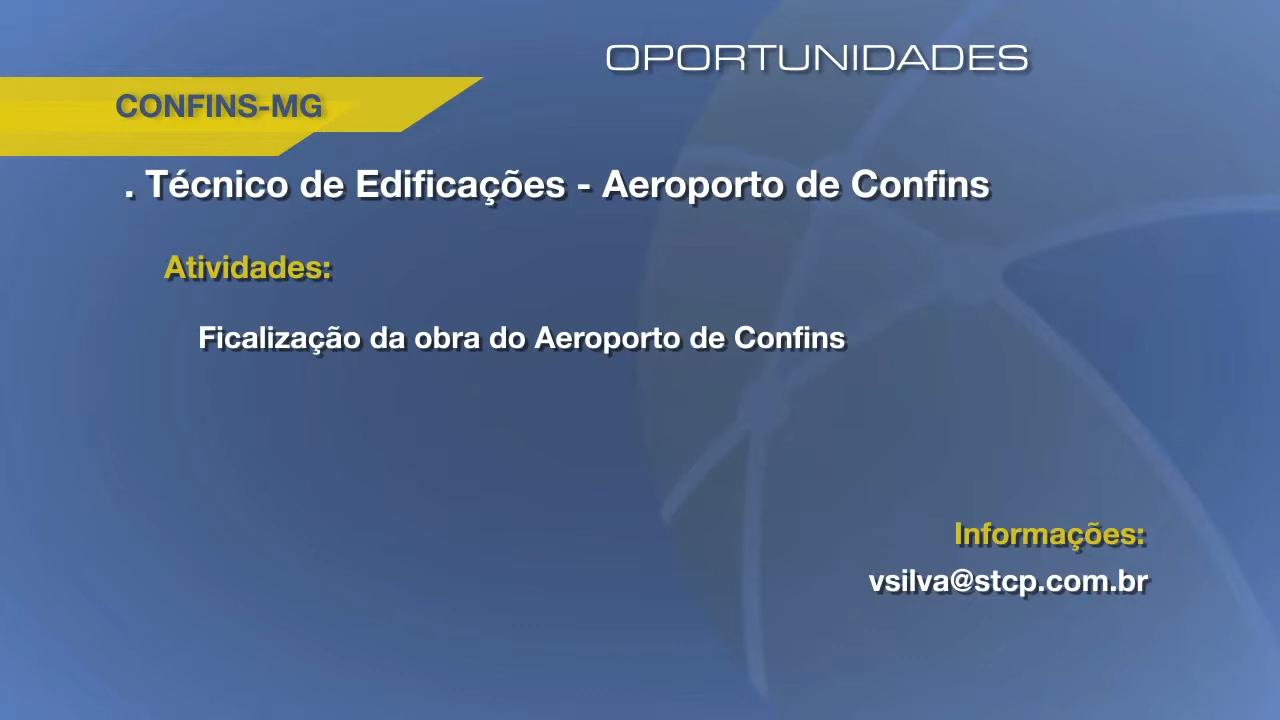 OPORTUNIDADES
CONFINS-MG
. Técnico de Edificações - Aeroporto de Confins
Atividades:
Ficalização da obra do Aeroporto de Confins
Informações:
vsilva@stcp.com.br